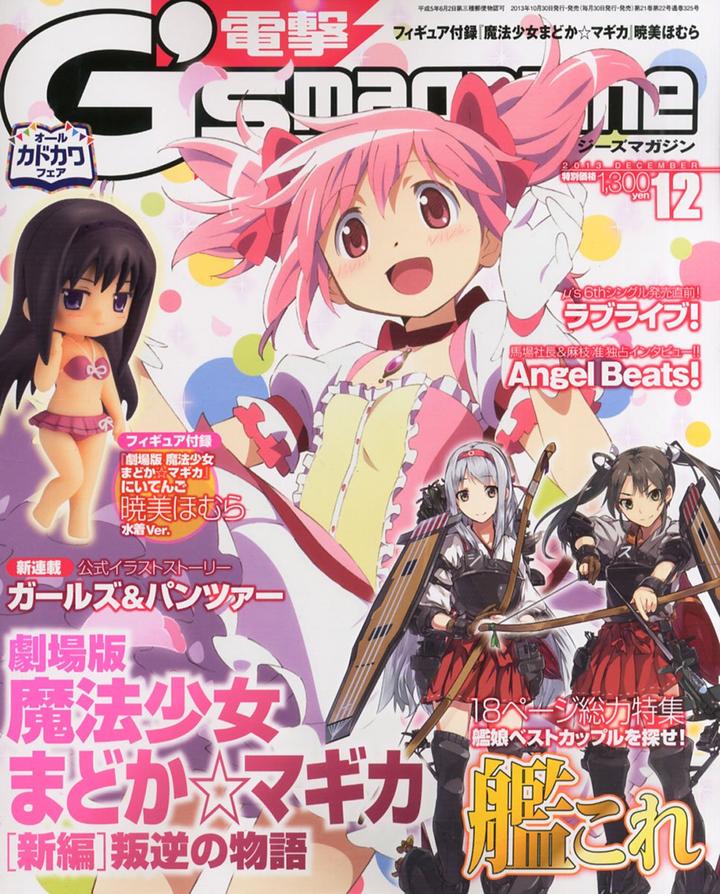 平成5年6月2日第三種郵便物認可 2013年10月30日発行・発売(毎月30日発行・発売)第21巻第22号通巻325号
フィギュア付録『魔法少女まどか☆マギカ』暁美ほむら
電撃
G's magazine
ジーズマガジン
オール
カドカワ
フェア
2013 DECEMBER
特別価格 1,300 yen 12
μ's 6thシングル発売直前!
ラブライブ!
馬場社長&麻枝准 独占インタビュー!!
Angel Beats!
フィギュア付録
『劇場版 魔法少女
まどか☆マギカ』
にいてんご
暁美ほむら
水着Ver.
新連載 公式イラストストーリー
ガールズ&パンツァー
劇場版
魔法少女
まどか☆マギカ
[新編]叛逆の物語
18ページ総力特集
艦娘ベストカップルを探せ!
艦これ